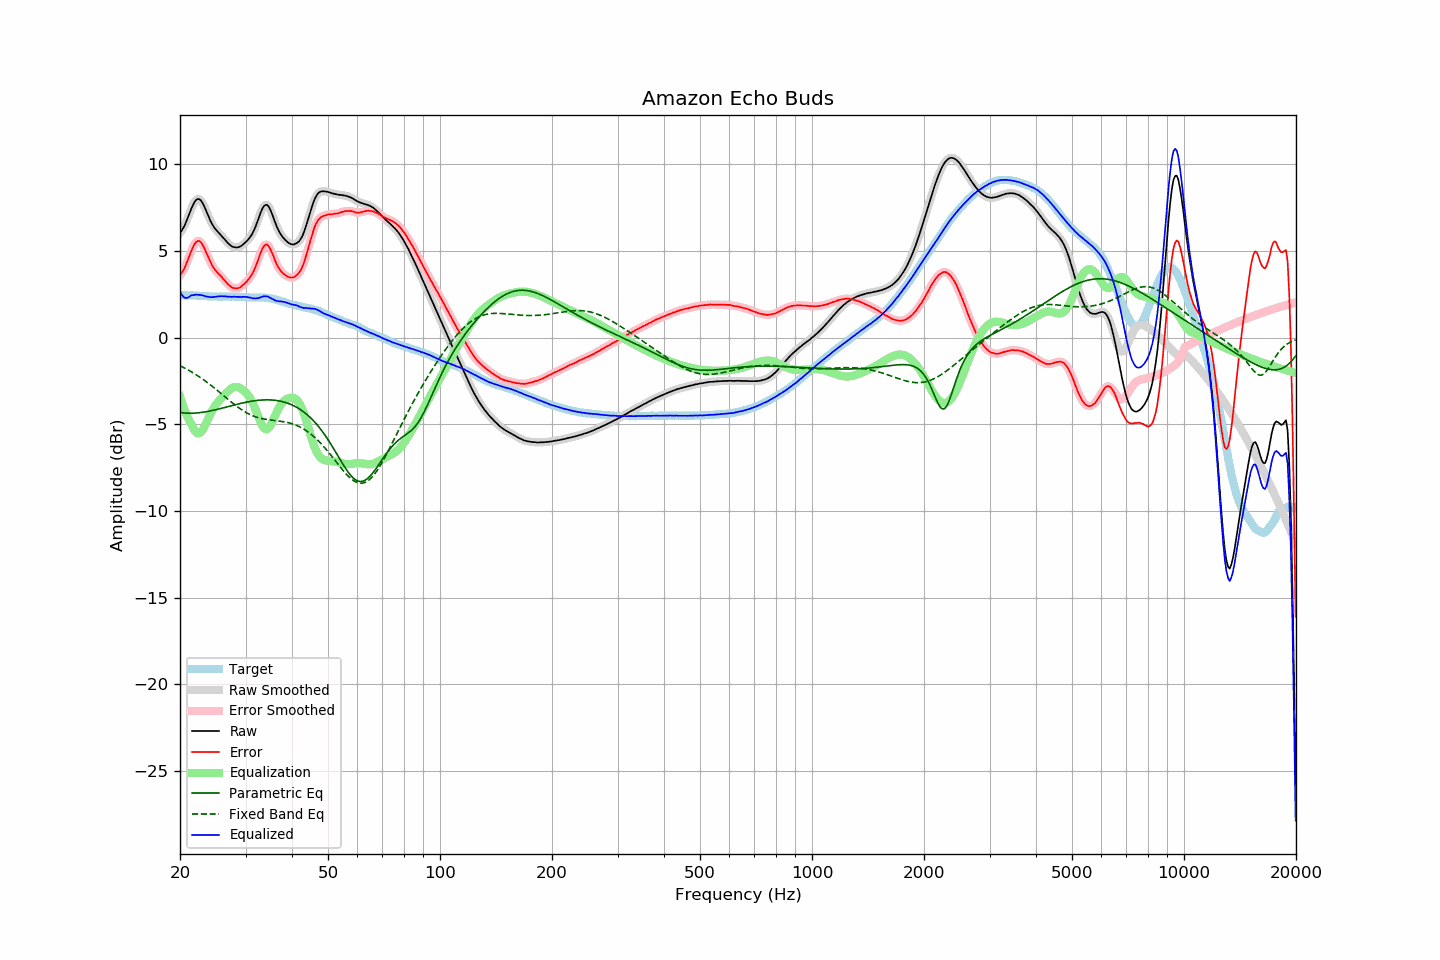 Amazon Echo Buds
10
5
0
−5
−10
−15
−20
−25
Amplitude (dBr)
Target
Raw Smoothed
Error Smoothed
Raw
Error
Equalization
Parametric Eq
Fixed Band Eq
Equalized
20 50 100 200 500 1000 2000 5000 10000 20000
Frequency (Hz)